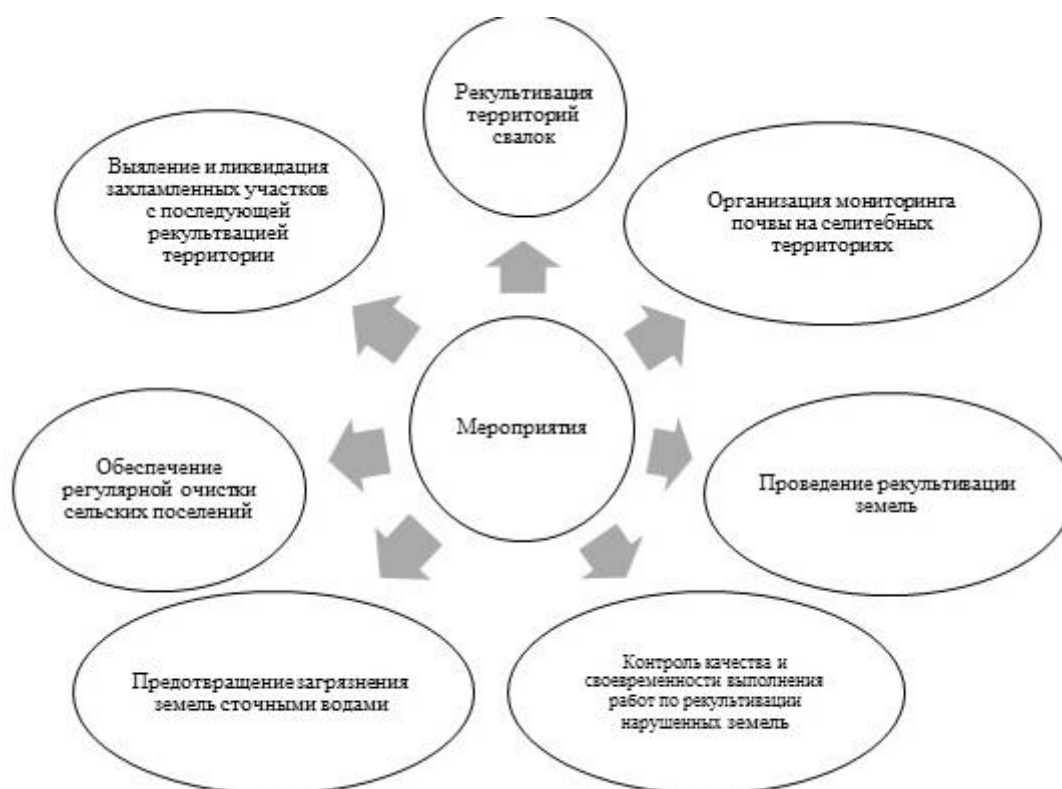 Рекультивация
территорий
свалок
Выяление и ликвидация
захламленных участков
с последующей
рекультвацией
территории
Организация мониторинга
почвы на селитебных
территориях
Мероприятия
Обеспечение
регулярной очистки
сельских поселений
Проведение рекультивации
земель
Предотвращение загрязнения
земель сточными водами
Контроль качества и
своевременности выполнения
работ по рекультивации
нарушенных земель